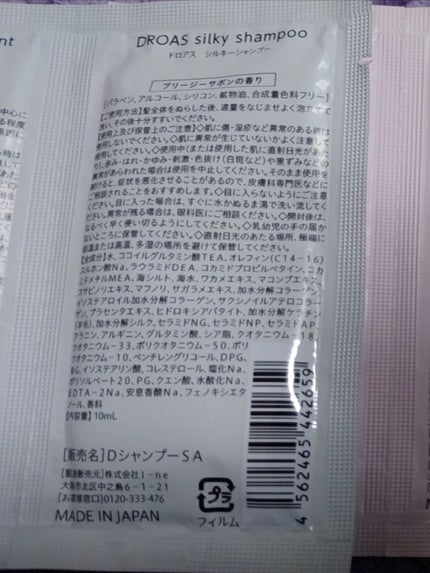 DROAS silky shampoo
ドロアス シルキーシャンプー
ブリージーサボンの香り
[パラベン、アルコール、シリコン、鉱物油、合成着色料フリー]
【ご使用方法】髪全体をぬらした後、適量をなじませよく泡立てて
洗い、その後十分すすいでください。
【使用上及び保管上のご注意】◇肌に傷・湿疹など異常のある時は
使用しないでください。◇肌に異常が生じていないかよく注意して
使用してください。◇使用中(または使用した肌に直射日光があた
り)、赤み・はれ・かゆみ・刺激・色抜け(白斑など)や黒ずみなどの
異常があらわれた場合は使用を中止してください。そのまま使用を
続けると、症状を悪化させることがあるので、皮膚科専門医などに
ご相談されることをおすすめします。◇目に入らないようにご注意
ください。目に入った場合は、すぐに水かぬるま湯で洗い流してく
ださい。異常が残る場合は、眼科医にご相談ください。◇開封後は、
なるべく早く使い切るようにしてください。◇乳幼児の手の届か
ないところに保管してください。◇直射日光のあたる場所、極端に
低温または高温、多湿の場所を避けて保管してください。
【全成分】水、ココイルグルタミン酸TEA、オレフィン(C14-16)
スルホン酸Na、ラウラミドDEA、コカミドプロピルベタイン、コカ
ミドメチルMEA、海シルト、海水、ワカメエキス、マコンブエキス、
ヌサビノリエキス、マフノリ、サガラメエキス、加水分解コラーゲン、
イソステアロイル加水分解コラーゲン、サクシノイルアテロコラー
ゲン、プラセンタエキス、ヒドロキシアパタイト、加水分解ケラチン
(羊毛)、加水分解シルク、セラミドNG、セラミドNP、セラミドAP、
アラニン、アルギニン、グルタミン酸、シア脂、クオタニウム-18、
クオタニウム-33、ポリクオタニウム-50、ポリ
クオタニウム-10、ペンチレングリコール、DPG、
BG、イソステアリン酸、コレステロール、塩化Na、
ポリソルベート20、PG、クエン酸、水酸化Na、
EDTA-2Na、安息香酸Na、フェノキシエタ
ノール、香料
【内容量】10mL
[販売名]DシャンプーSA
[製造販売元]株式会社I-ne
大阪市北区中之島6-1-21
[お客様窓口]0120-333-476
MADE IN JAPAN
プラ
フィルム
4 562465 442659